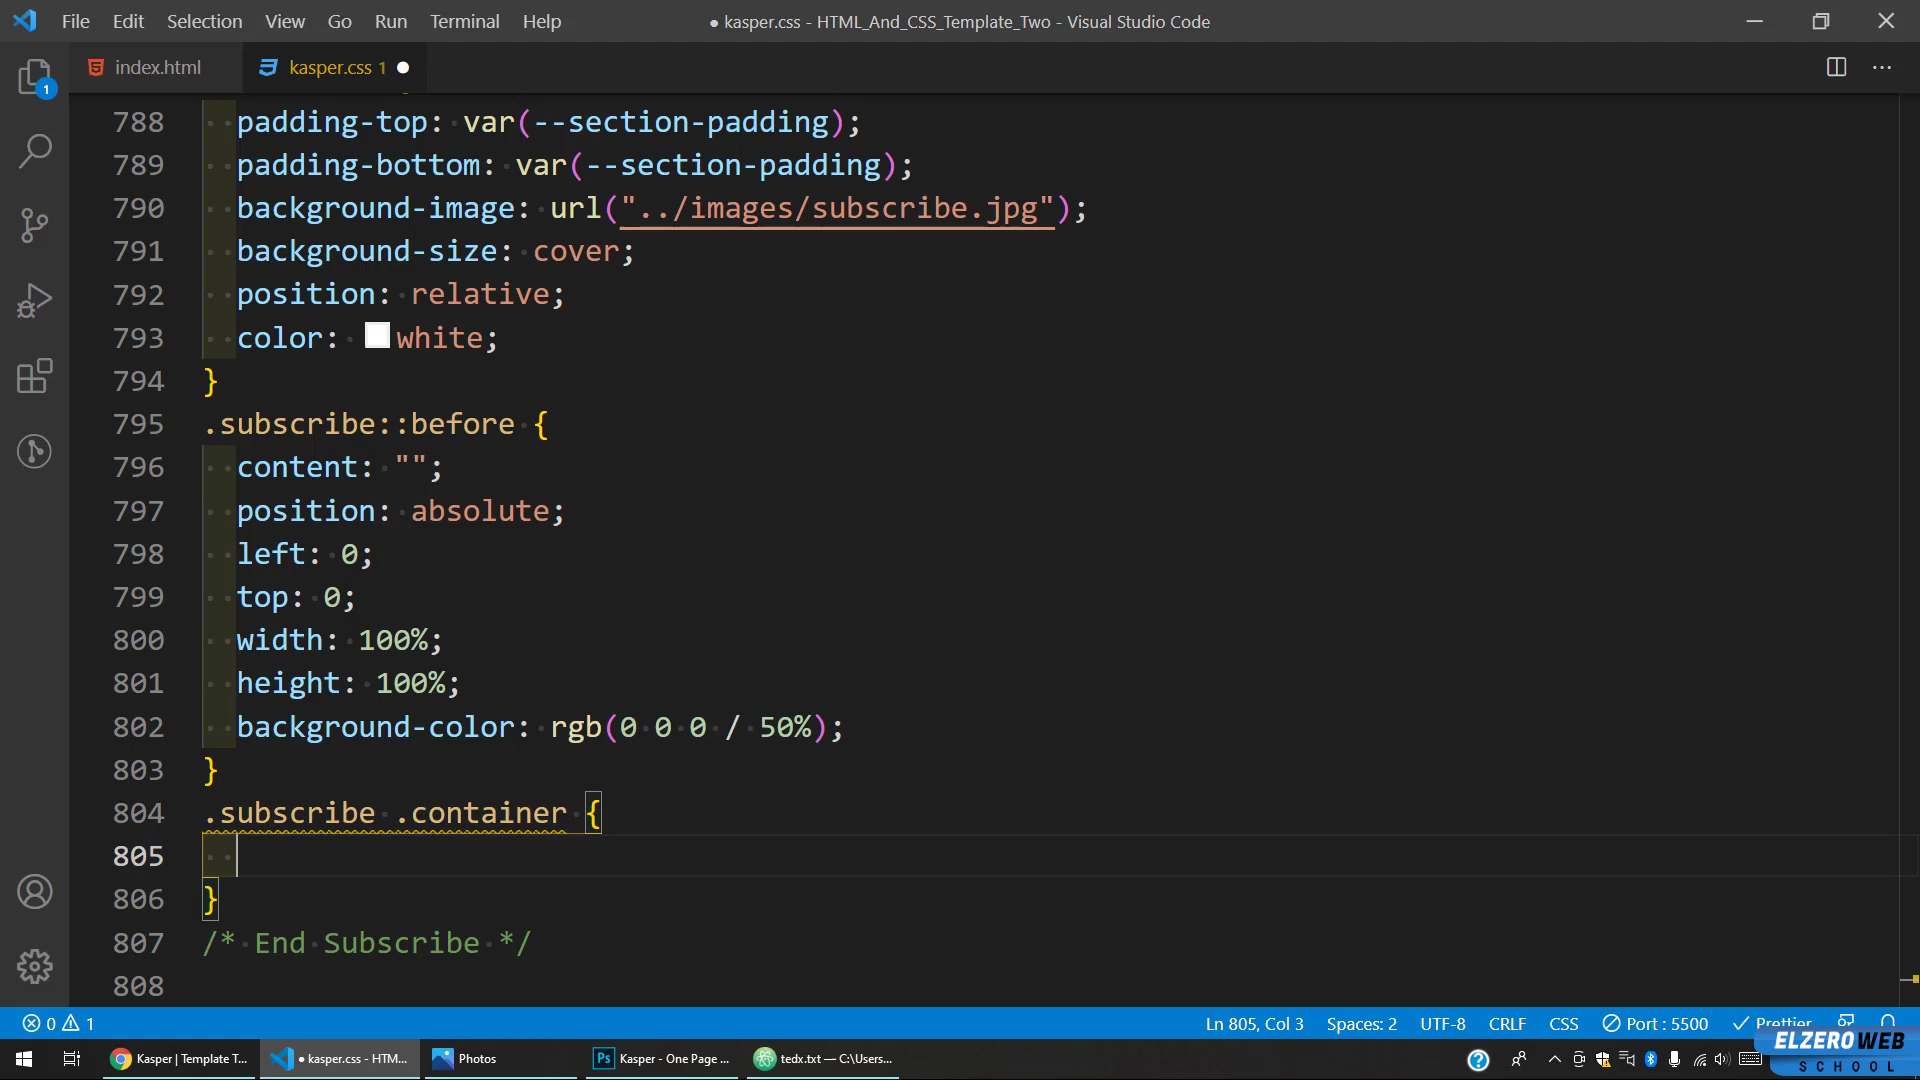 File Edit Selection View Go Run Terminal Help
● kasper.css - HTML_And_CSS_Template_Two - Visual Studio Code
index.html
kasper.css 1
1
788 padding-top: var(--section-padding);
789 padding-bottom: var(--section-padding);
790 background-image: url("../images/subscribe.jpg");
791 background-size: cover;
792 position: relative;
793 color: white;
794 }
795 .subscribe::before {
796 content: "";
797 position: absolute;
798 left: 0;
799 top: 0;
800 width: 100%;
801 height: 100%;
802 background-color: rgb(0 0 0 / 50%);
803 }
804 .subscribe .container {
805
806 }
807 /* End Subscribe */
808
0 1
Ln 805, Col 3 Spaces: 2 UTF-8 CRLF CSS Port : 5500 Prettier
Kasper | Template T...
● kasper.css - HTM...
Photos
Ps Kasper - One Page ...
tedx.txt — C:\Users...
ELZEROWEB
SCHOOL